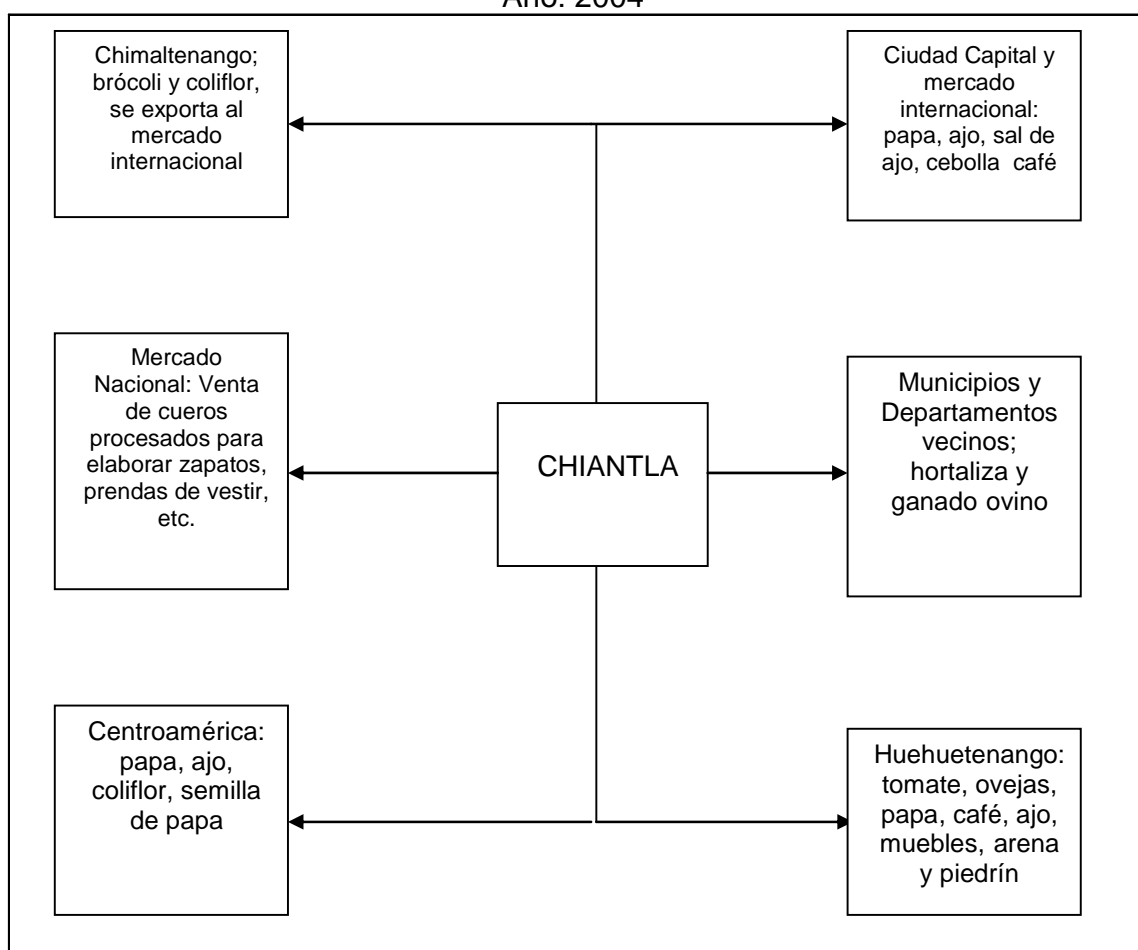 Año: 2004
Chimaltenango;
brócoli y coliflor,
se exporta al
mercado
internacional
Ciudad Capital y
mercado
internacional:
papa, ajo, sal de
ajo, cebolla café
Mercado
Nacional: Venta
de cueros
procesados para
elaborar zapatos,
prendas de vestir,
etc.
CHIANTLA
Municipios y
Departamentos
vecinos;
hortaliza y
ganado ovino
Centroamérica:
papa, ajo,
coliflor, semilla
de papa
Huehuetenango:
tomate, ovejas,
papa, café, ajo,
muebles, arena
y piedrín